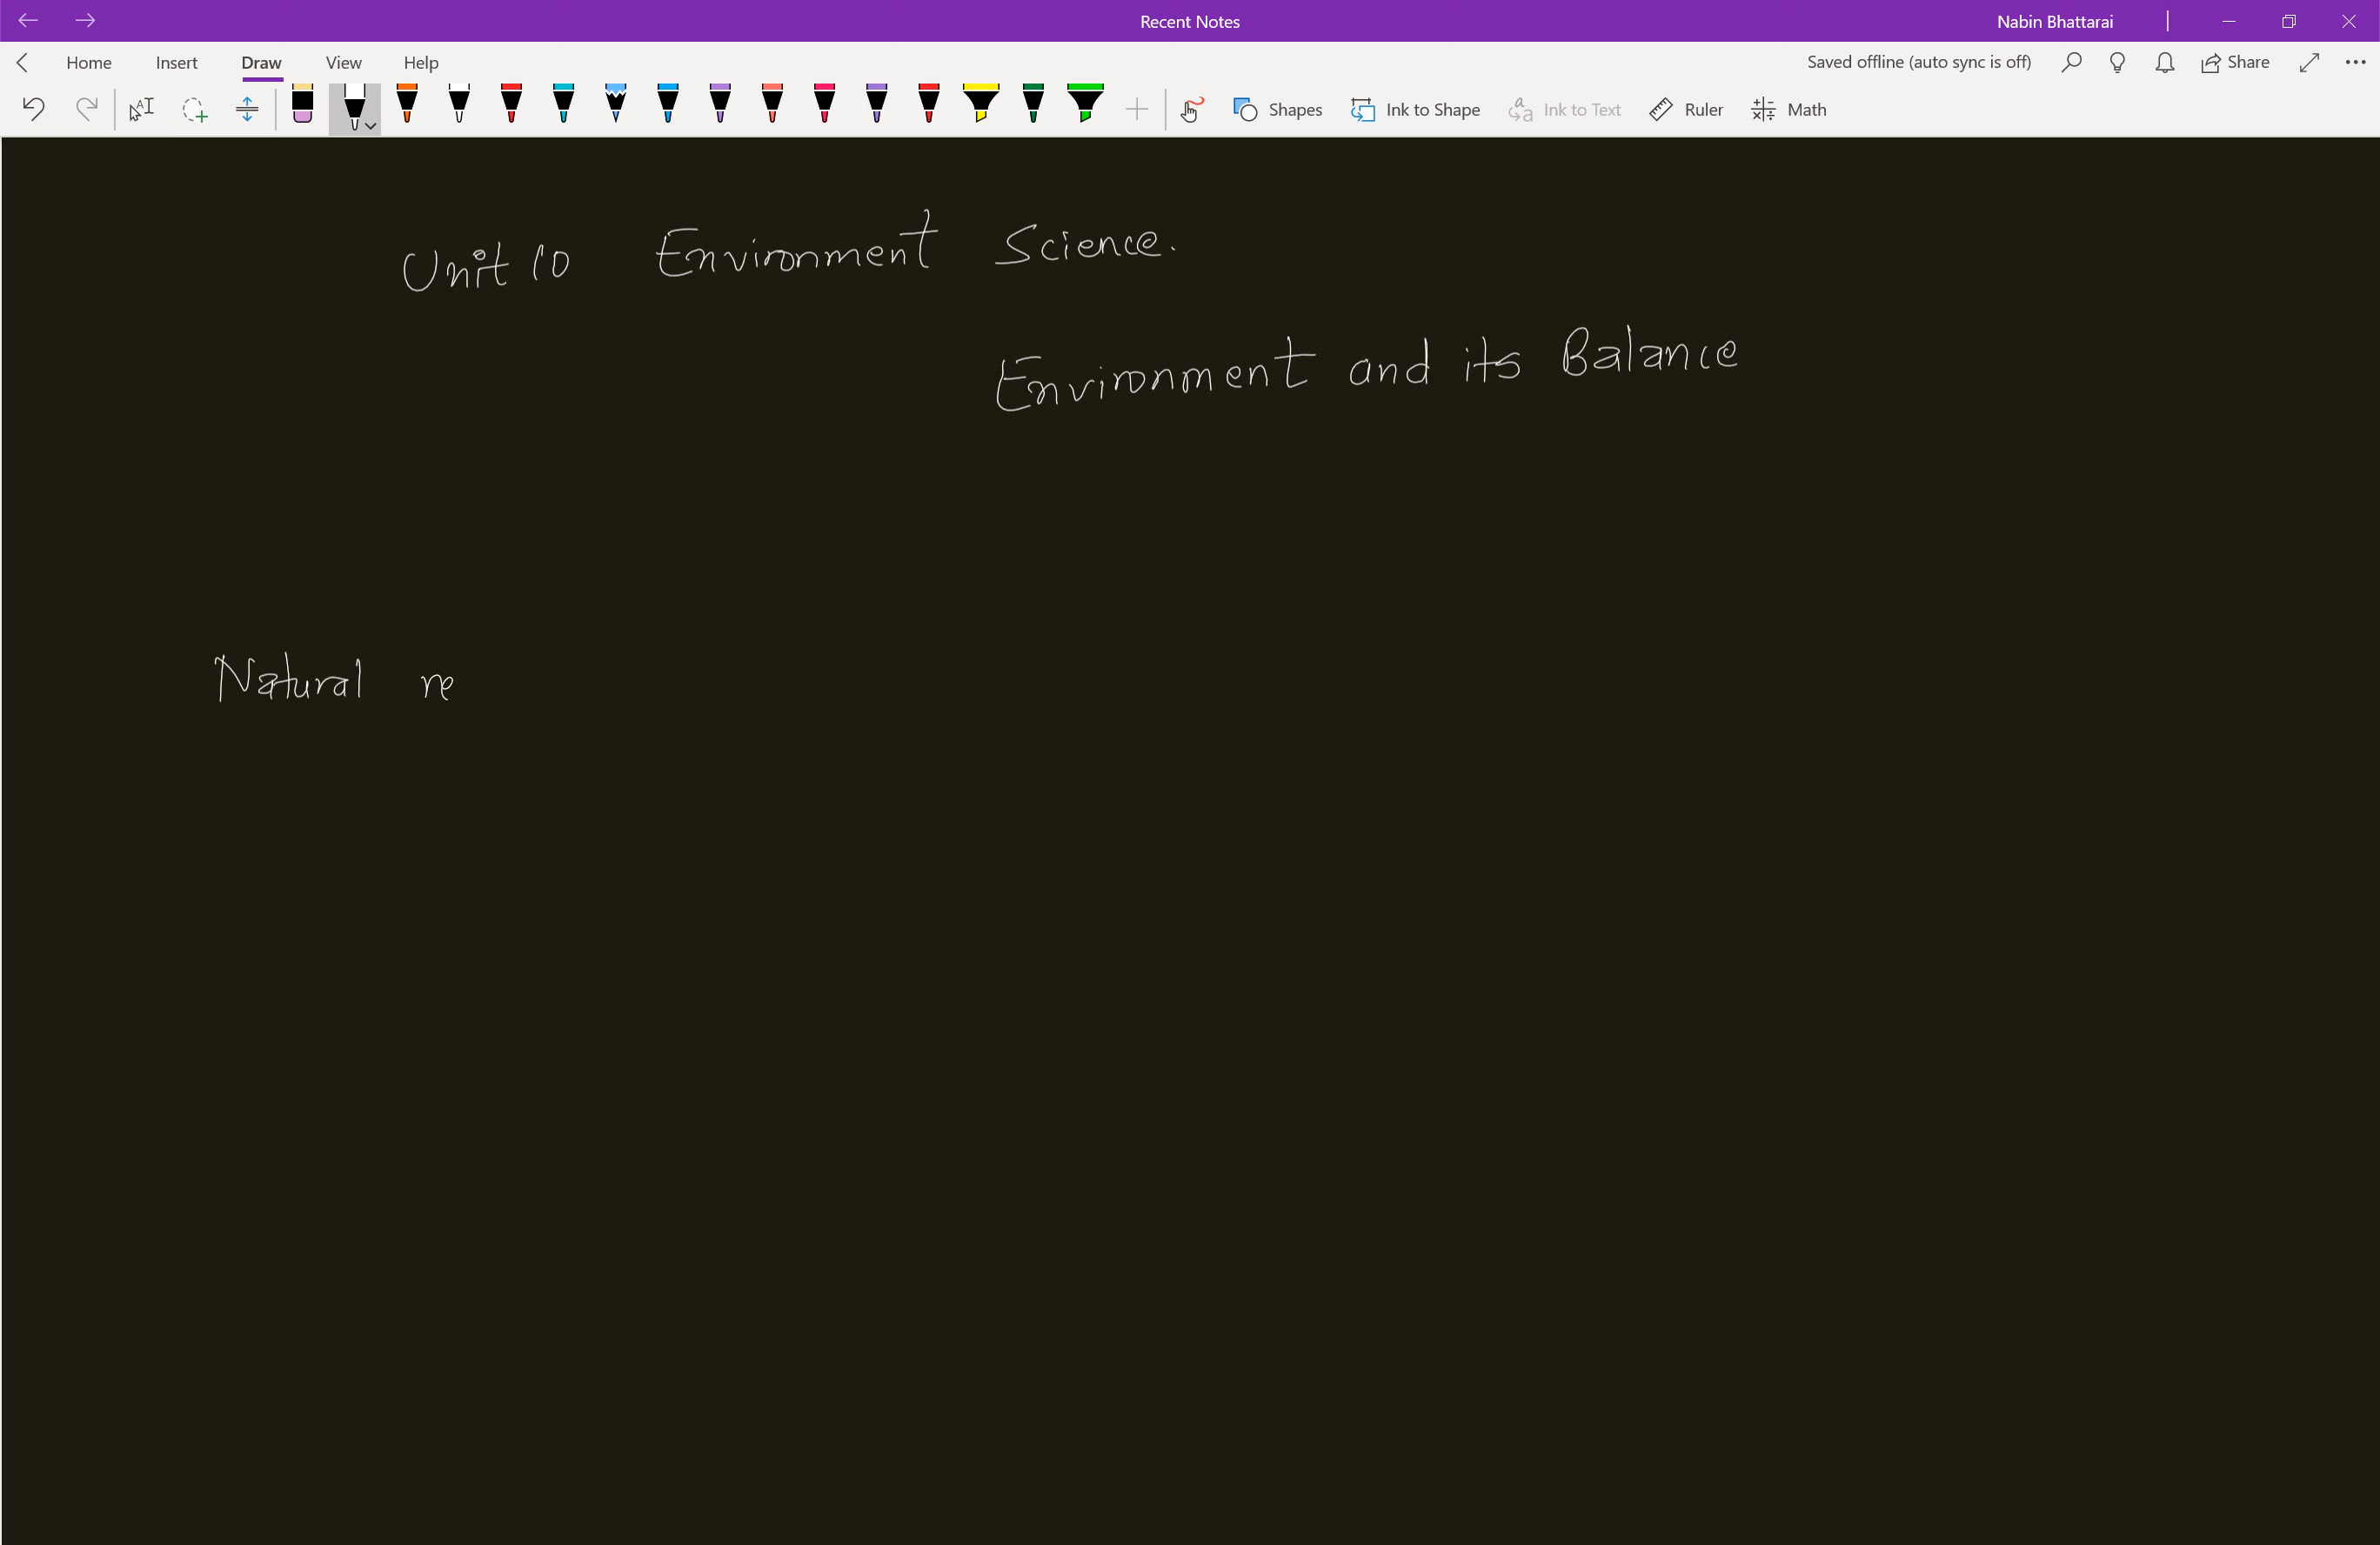 Recent Notes
Nabin Bhattarai
Home Insert Draw View Help
Saved offline (auto sync is off) Share
Shapes Ink to Shape Ink to Text Ruler Math
Unit 10 Environment Science.
Environment and its Balance
Natural re